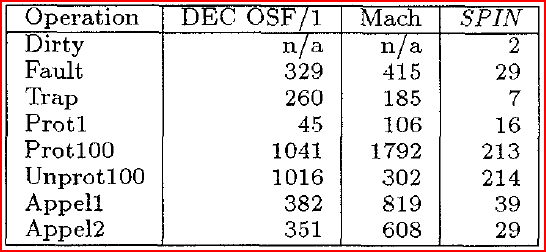 Operation DEC OSF/1 Mach SPIN
Dirty n/a n/a 2
Fault 329 415 29
Trap 260 185 7
Prot1 45 106 16
Prot100 1041 1792 213
Unprot100 1016 302 214
Appel1 382 819 39
Appel2 351 608 29